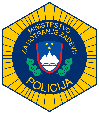 MINISTRSTVO
ZA NOTRANJE ZADEVE
POLICIJA